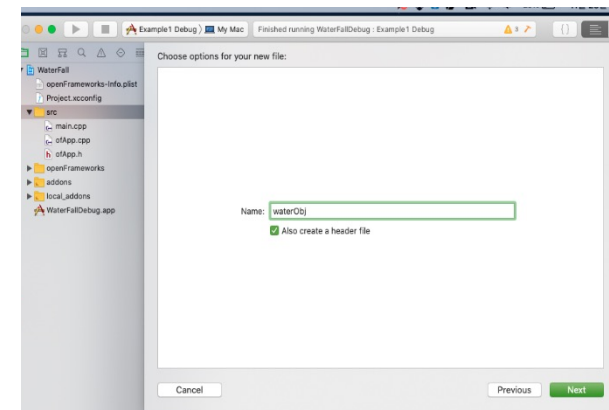 Example1 Debug ⟩ My Mac
Finished running WaterFallDebug : Example1 Debug
WaterFall
openFrameworks-Info.plist
Project.xcconfig
src
main.cpp
ofApp.cpp
ofApp.h
openFrameworks
addons
local_addons
WaterFallDebug.app
Choose options for your new file:
Name: waterObj
Also create a header file
Cancel
Previous
Next